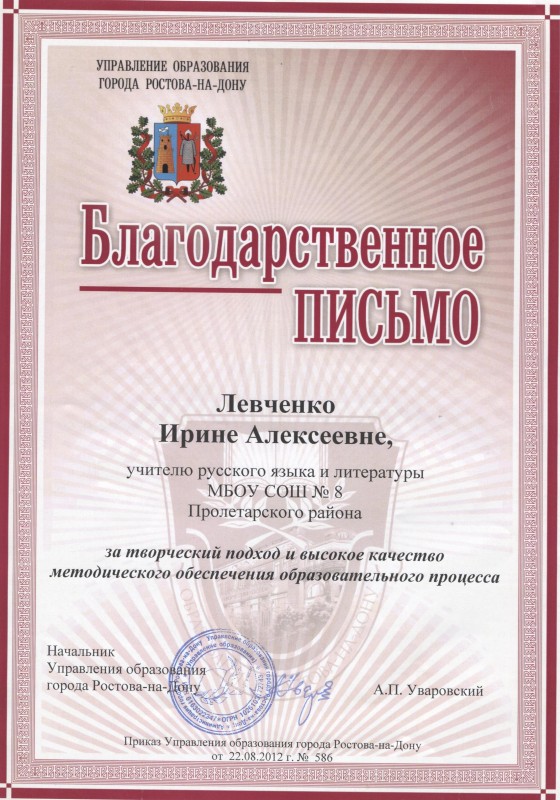 УПРАВЛЕНИЕ ОБРАЗОВАНИЯ
ГОРОДА РОСТОВА-НА-ДОНУ
БЛАГОДАРСТВЕННОЕ
ПИСЬМО
Левченко
Ирине Алексеевне,
учителю русского языка и литературы
МБОУ СОШ № 8
Пролетарского района
за творческий подход и высокое качество
методического обеспечения образовательного процесса
Начальник
Управления образования
города Ростова-на-Дону
А.П. Уваровский
Приказ Управления образования города Ростова-на-Дону
от 22.08.2012 г. № 586